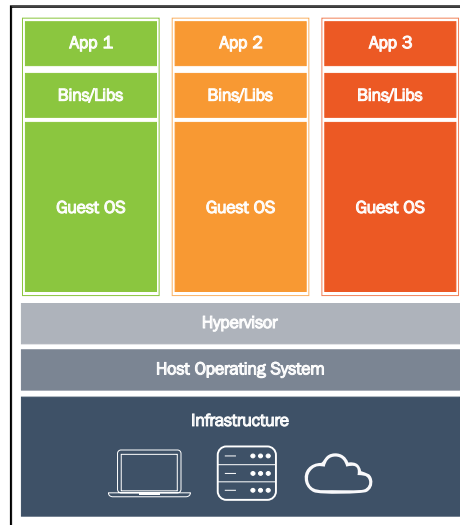 App 1
App 2
App 3
Bins/Libs
Bins/Libs
Bins/Libs
Guest OS
Guest OS
Guest OS
Hypervisor
Host Operating System
Infrastructure